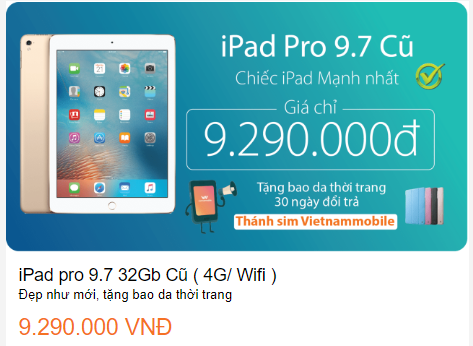 iPad Pro 9.7 Cũ
Chiếc iPad Mạnh nhất
Giá chỉ
9.290.000đ
Tặng bao da thời trang
30 ngày đổi trả
Thánh sim Vietnammobile
iPad pro 9.7 32Gb Cũ ( 4G/ Wifi )
Đẹp như mới, tặng bao da thời trang
9.290.000 VNĐ